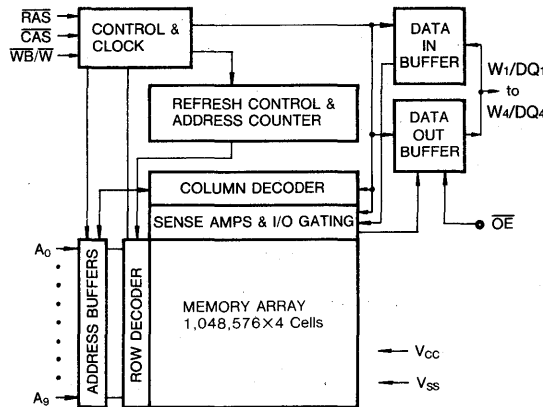 RAS
CAS
WB/W
CONTROL &
CLOCK
DATA
IN
BUFFER
W1/DQ1
to
W4/DQ4
REFRESH CONTROL &
ADDRESS COUNTER
DATA
OUT
BUFFER
COLUMN DECODER
SENSE AMPS & I/O GATING
OE
A0
A9
ADDRESS BUFFERS
ROW DECODER
MEMORY ARRAY
1,048,576×4 Cells
VCC
VSS